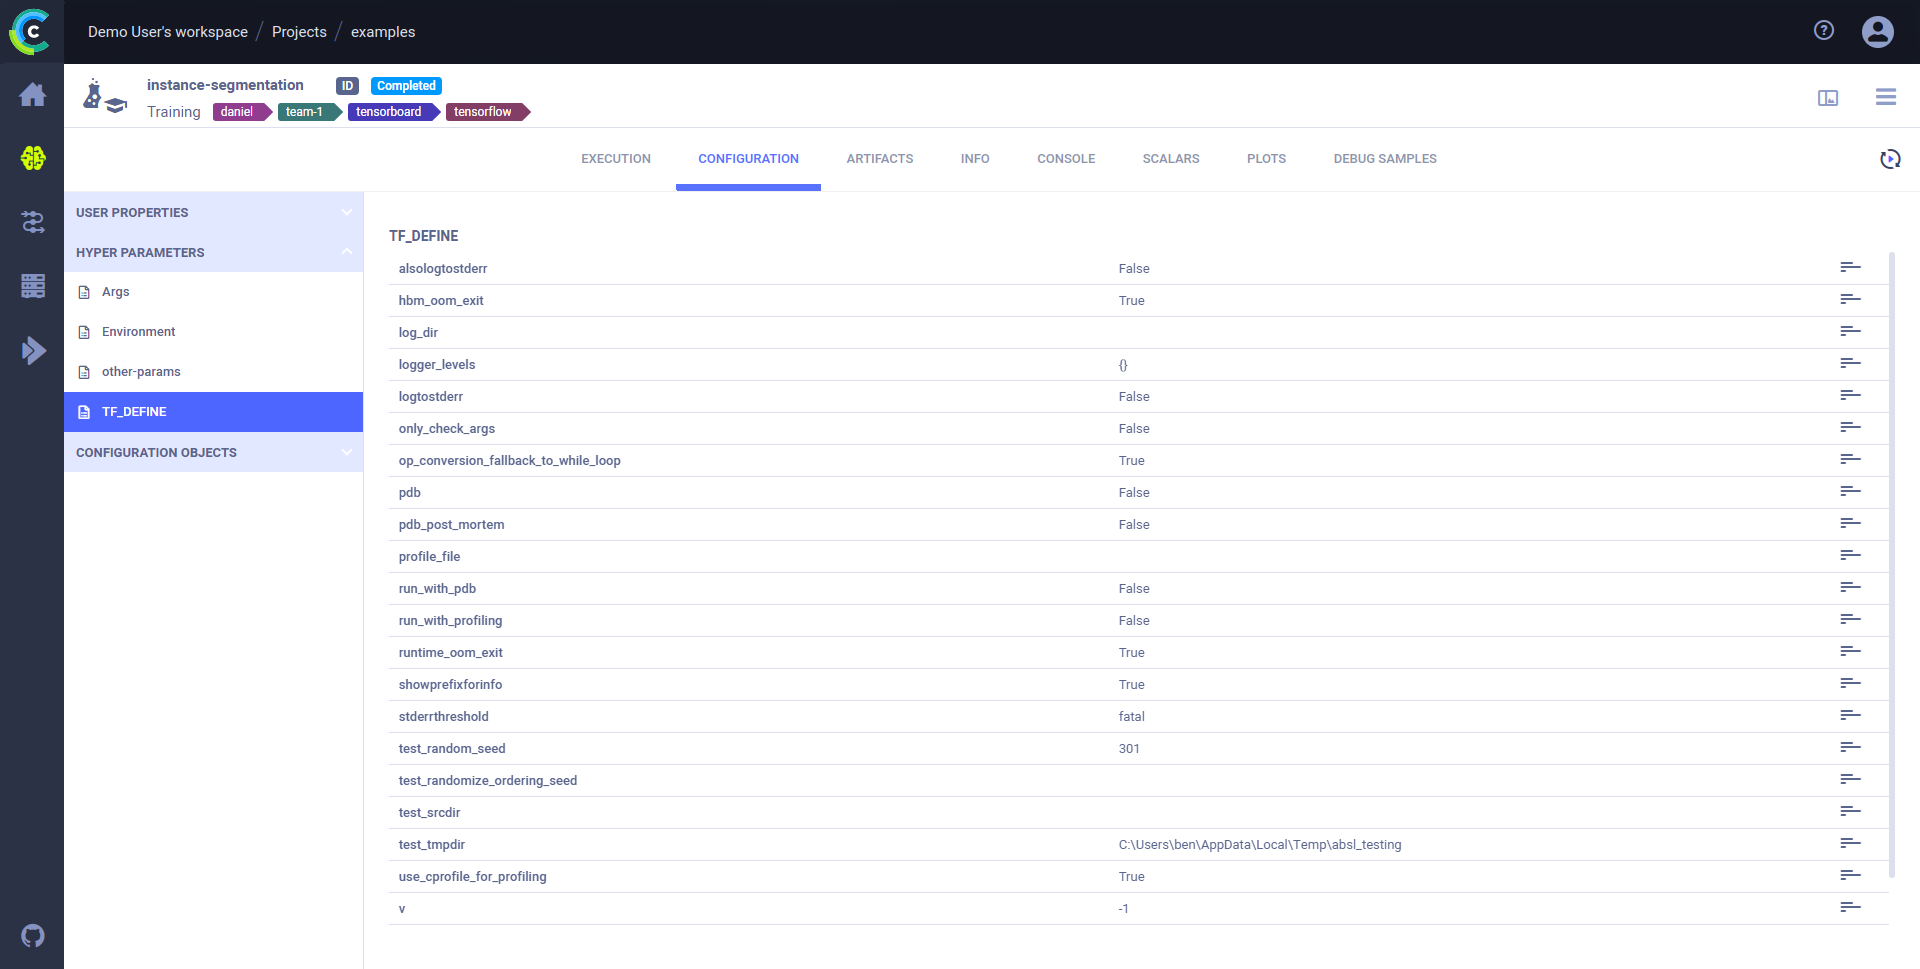 Demo User's workspace / Projects / examples
instance-segmentation ID Completed
Training daniel team-1 tensorboard tensorflow
EXECUTION CONFIGURATION ARTIFACTS INFO CONSOLE SCALARS PLOTS DEBUG SAMPLES
USER PROPERTIES
HYPER PARAMETERS
Args
Environment
other-params
TF_DEFINE
CONFIGURATION OBJECTS
TF_DEFINE
alsologtostderr False
hbm_oom_exit True
log_dir
logger_levels {}
logtostderr False
only_check_args False
op_conversion_fallback_to_while_loop True
pdb False
pdb_post_mortem False
profile_file
run_with_pdb False
run_with_profiling False
runtime_oom_exit True
showprefixforinfo True
stderrthreshold fatal
test_random_seed 301
test_randomize_ordering_seed
test_srcdir
test_tmpdir C:\Users\ben\AppData\Local\Temp\absl_testing
use_cprofile_for_profiling True
v -1